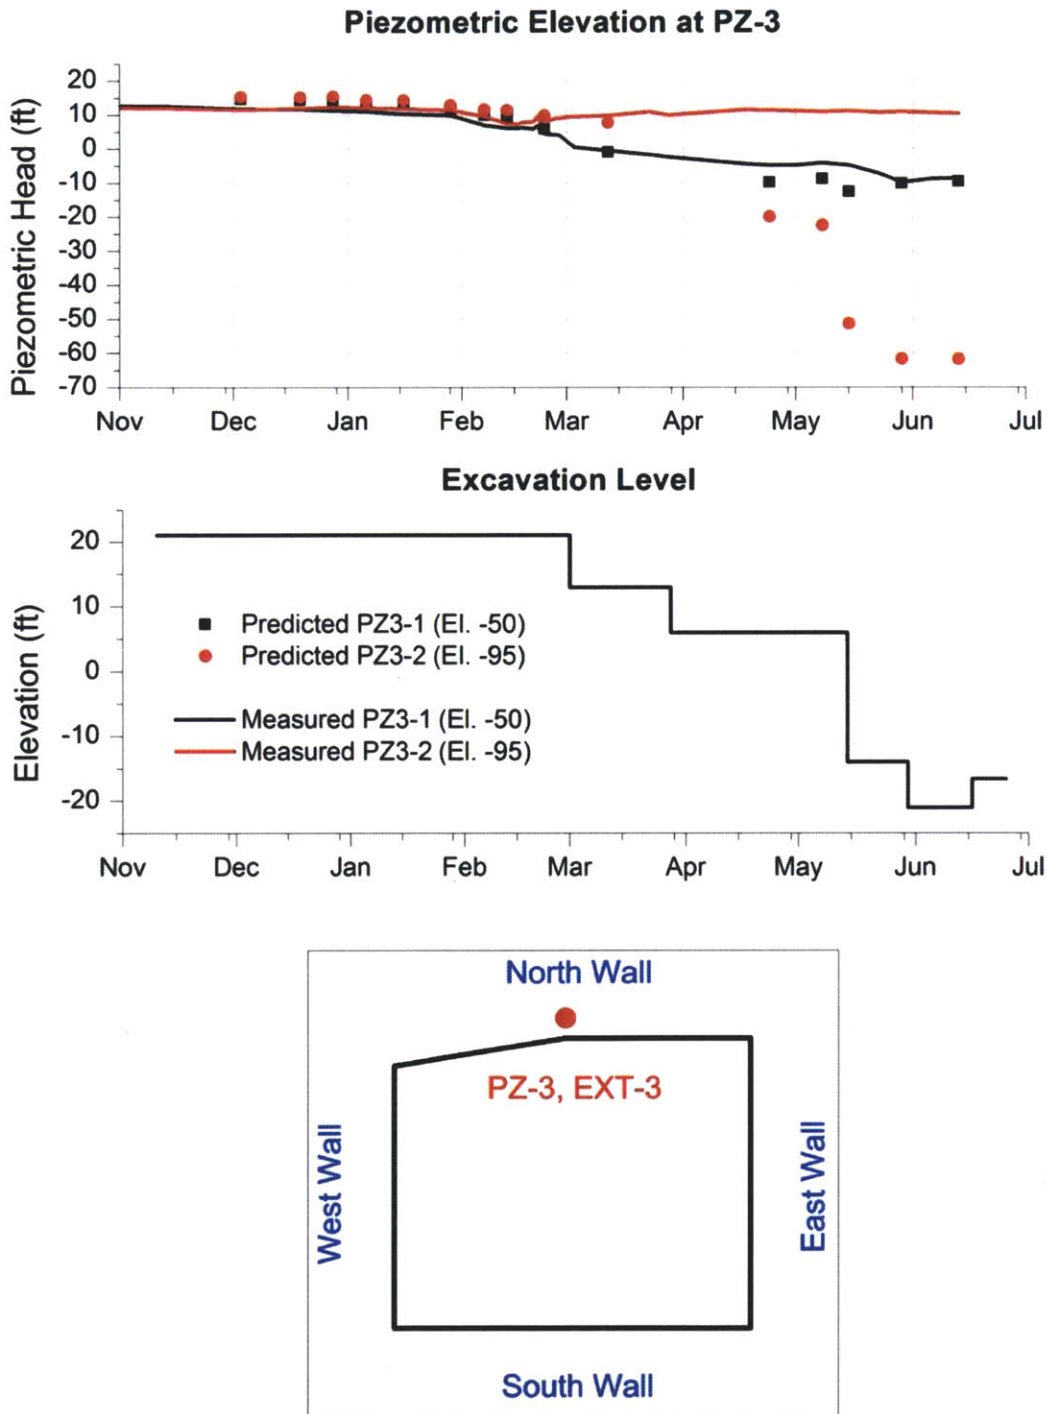 Piezometric Elevation at PZ-3
Piezometric Head (ft)
20
10
0
-10
-20
-30
-40
-50
-60
-70
Nov Dec Jan Feb Mar Apr May Jun Jul
Excavation Level
Elevation (ft)
20
10
0
-10
-20
Predicted PZ3-1 (El. -50)
Predicted PZ3-2 (El. -95)
Measured PZ3-1 (El. -50)
Measured PZ3-2 (El. -95)
Nov Dec Jan Feb Mar Apr May Jun Jul
North Wall
PZ-3, EXT-3
West Wall
East Wall
South Wall